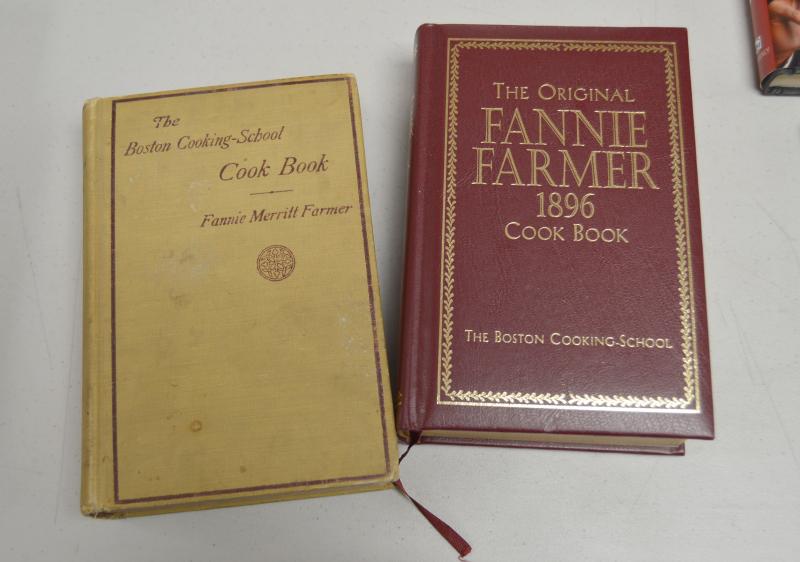 The
Boston Cooking-School
Cook Book
Fannie Merritt Farmer
THE ORIGINAL
FANNIE
FARMER
1896
COOK BOOK
THE BOSTON COOKING-SCHOOL